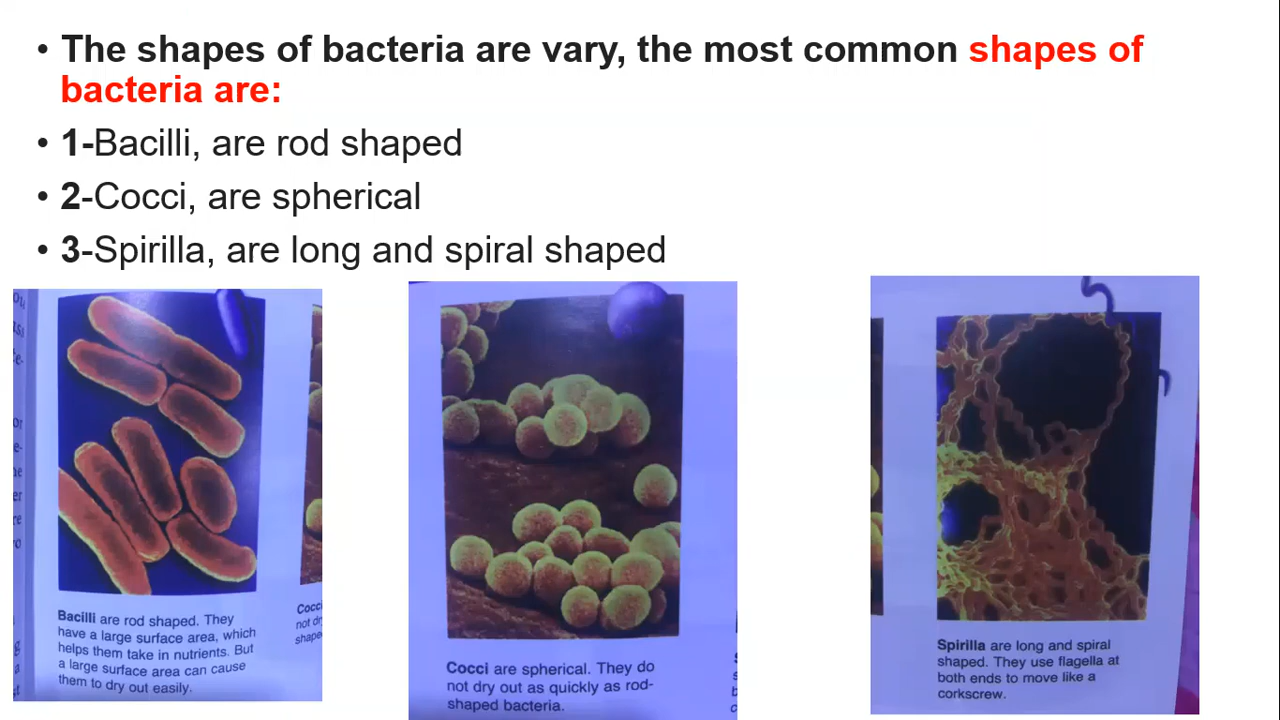 • The shapes of bacteria are vary, the most common shapes of
bacteria are:
• 1-Bacilli, are rod shaped
• 2-Cocci, are spherical
• 3-Spirilla, are long and spiral shaped
Bacilli are rod shaped. They
have a large surface area, which
helps them take in nutrients. But
a large surface area can cause
them to dry out easily.
Cocci are spherical. They do
not dry out as quickly as rod-
shaped bacteria.
Spirilla are long and spiral
shaped. They use flagella at
both ends to move like a
corkscrew.